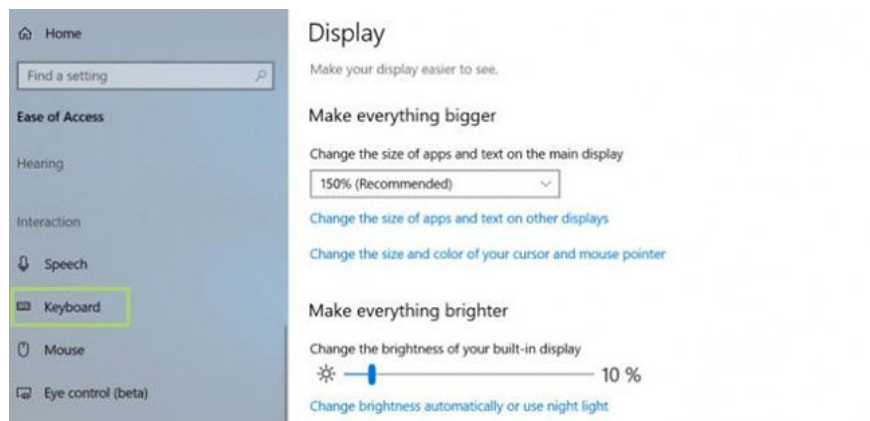 Home
Find a setting
Ease of Access
Hearing
Interaction
Speech
Keyboard
Mouse
Eye control (beta)
Display
Make your display easier to see.
Make everything bigger
Change the size of apps and text on the main display
150% (Recommended)
Change the size of apps and text on other displays
Change the size and color of your cursor and mouse pointer
Make everything brighter
Change the brightness of your built-in display
10 %
Change brightness automatically or use night light